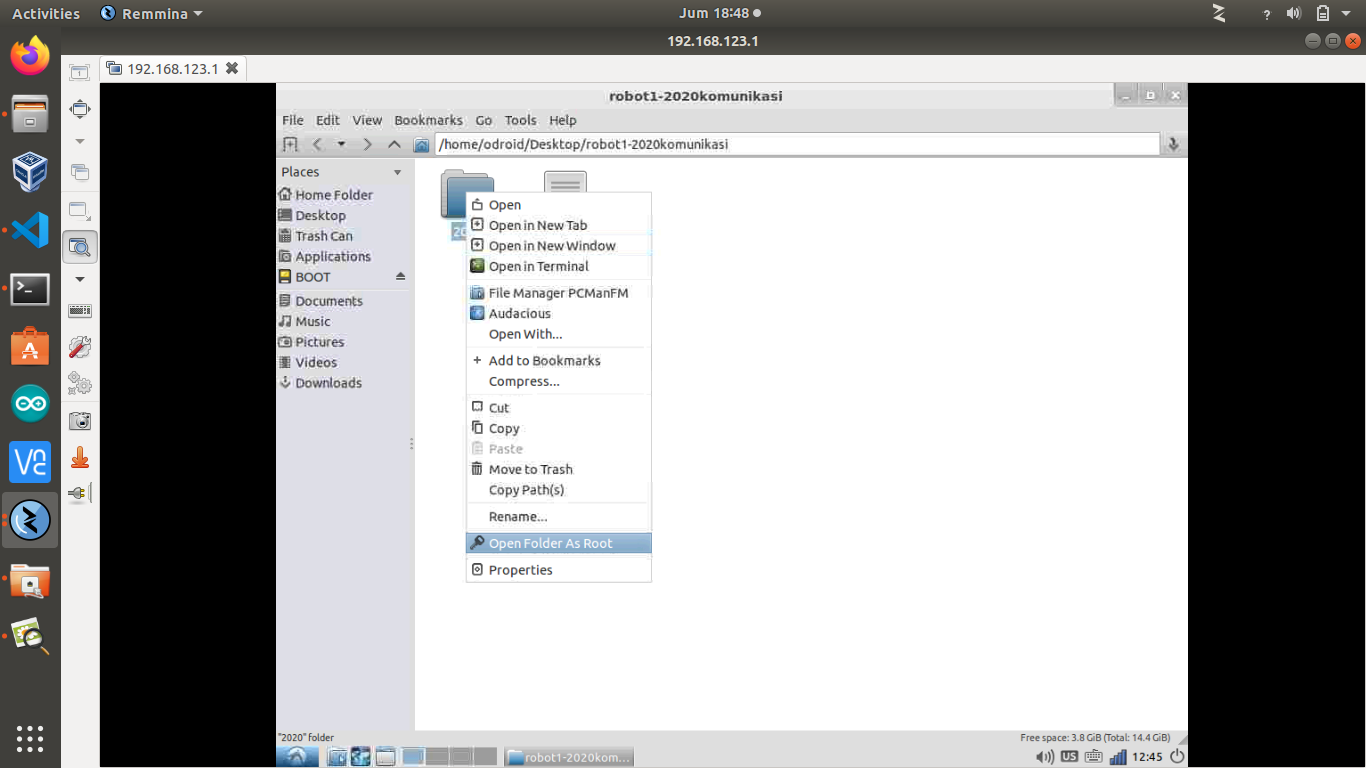 Activities
Remmina
Jum 18:48
?
192.168.123.1
192.168.123.1
robot1-2020komunikasi
File Edit View Bookmarks Go Tools Help
/home/odroid/Desktop/robot1-2020komunikasi
Places
Home Folder
Desktop
Trash Can
Applications
BOOT
Documents
Music
Pictures
Videos
Downloads
Open
Open in New Tab
Open in New Window
Open in Terminal
File Manager PCManFM
Audacious
Open With...
Add to Bookmarks
Compress...
Cut
Copy
Paste
Move to Trash
Copy Path(s)
Rename...
Open Folder As Root
Properties
"2020" folder
Free space: 3.8 GiB (Total: 14.4 GiB)
robot1-2020kom...
US
12:45